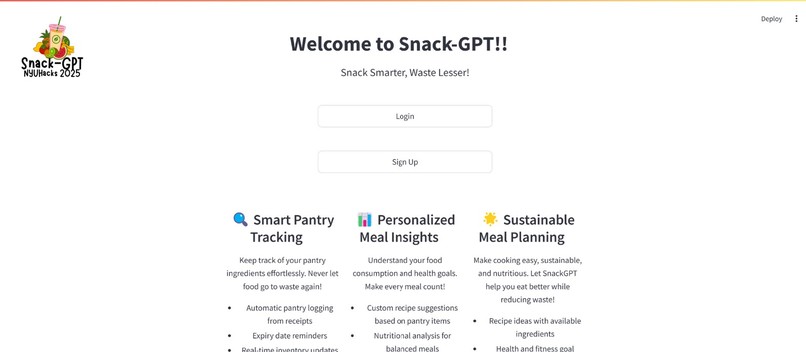 Deploy
Snack-GPT
NYUHacks 2025
Welcome to Snack-GPT!!
Snack Smarter, Waste Lesser!
Login
Sign Up
Smart Pantry
Tracking
Keep track of your pantry
ingredients effortlessly. Never let
food go to waste again!
Automatic pantry logging
from receipts
Expiry date reminders
Real-time inventory updates
Personalized
Meal Insights
Understand your food
consumption and health goals.
Make every meal count!
Custom recipe suggestions
based on pantry items
Nutritional analysis for
balanced meals
Sustainable
Meal Planning
Make cooking easy, sustainable,
and nutritious. Let SnackGPT
help you eat better while
reducing waste!
Recipe ideas with available
ingredients
Health and fitness goal